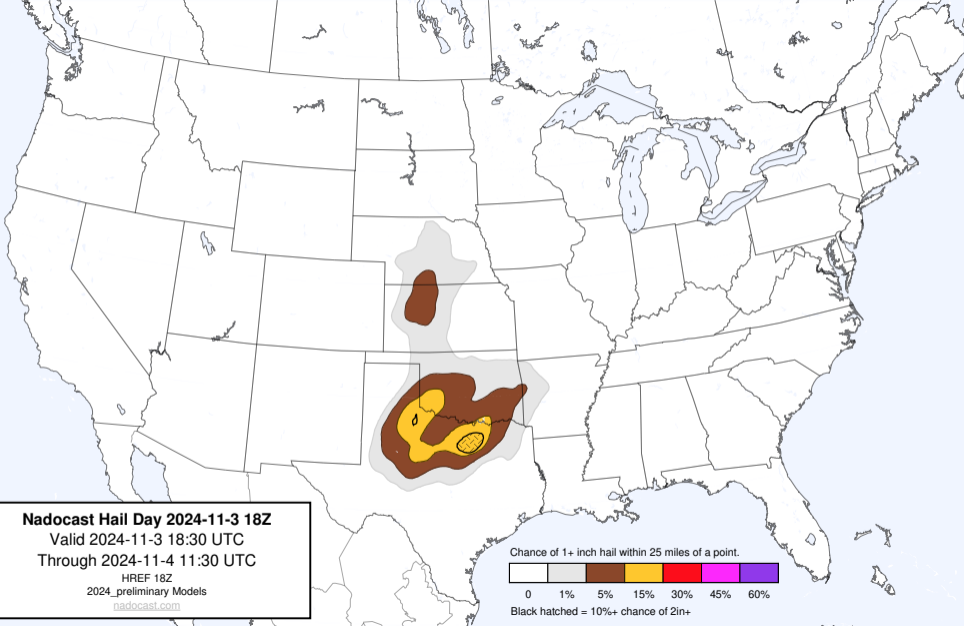 Nadocast Hail Day 2024-11-3 18Z
Valid 2024-11-3 18:30 UTC
Through 2024-11-4 11:30 UTC
HREF 18Z
2024_preliminary Models
nadocast.com
Chance of 1+ inch hail within 25 miles of a point.
0 1% 5% 15% 30% 45% 60%
Black hatched = 10%+ chance of 2in+